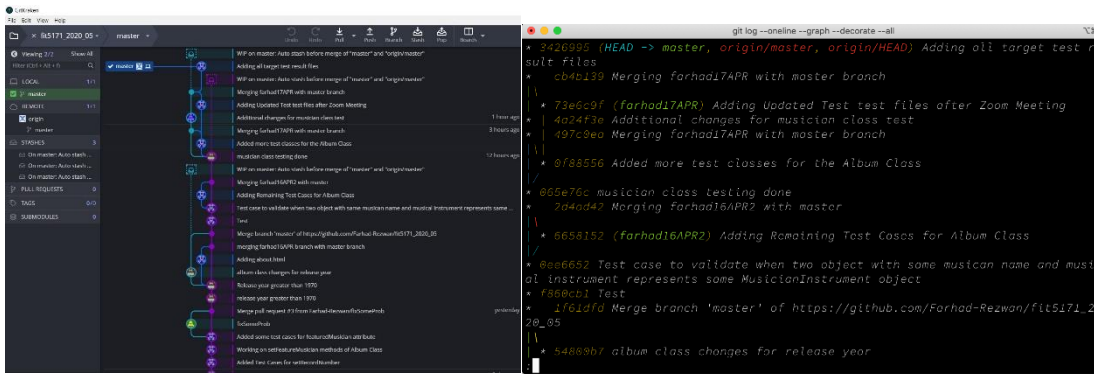 GitKraken
File Edit View Help
fit5171_2020_05
master
Undo Redo Pull Push Branch Stash Pop Branch
Viewing 2/2 Show All
Filter (Ctrl + Alt + f)
LOCAL 1/1
master
REMOTE 1/1
origin
master
STASHES 3
On master: Auto stash ...
On master: Auto stash ...
On master: Auto stash ...
PULL REQUESTS 0
TAGS 0/0
SUBMODULES 0
master
WIP on master: Auto stash before merge of "master" and "origin/master"
Adding all target test result files
WIP on master: Auto stash before merge of "master" and "origin/master"
Merging farhad17APR with master branch
Adding Updated Test test files after Zoom Meeting
Additional changes for musician class test 1 hour ago
Merging farhad17APR with master branch 3 hours ago
Added more test classes for the Album Class
musician class testing done 12 hours ago
WIP on master: Auto stash before merge of "master" and "origin/master"
Merging farhad16APR2 with master
Adding Remaining Test Cases for Album Class
Test case to validate when two object with same musican name and musical instrument represents same ...
Test
Merge branch 'master' of https://github.com/Farhad-Rezwan/fit5171_2020_05
merging farhad16APR branch with master branch
Adding about.html
album class changes for release year
Release year greater than 1970
release year greater than 1970
Merge pull request #3 from Farhad-Rezwan/fixSomeProb yesterday
fixSomeProb
Added some test cases for featuredMusician attribute
Working on setFeatureMusician methods of Album Class
Added Test Cases for setRecordNumber
git log --oneline --graph --decorate --all
* 3426995 (HEAD -> master, origin/master, origin/HEAD) Adding all target test re
sult files
* cb4b139 Merging farhad17APR with master branch
|\
| * 73e6c9f (farhad17APR) Adding Updated Test test files after Zoom Meeting
* | 4a24f3e Additional changes for musician class test
* | 497c0ea Merging farhad17APR with master branch
|\|
| * 9f88556 Added more test classes for the Album Class
|/
* 065e76c musician class testing done
* 2d4ad42 Merging farhad16APR2 with master
|\
| * 6658152 (farhad16APR2) Adding Remaining Test Cases for Album Class
|/
* 0ee6652 Test case to validate when two object with same musican name and music
al instrument represents same MusicianInstrument object
* f860cb1 Test
* 1f61dfd Merge branch 'master' of https://github.com/Farhad-Rezwan/fit5171_2
20_05
|\
| * 54809b7 album class changes for release year
: